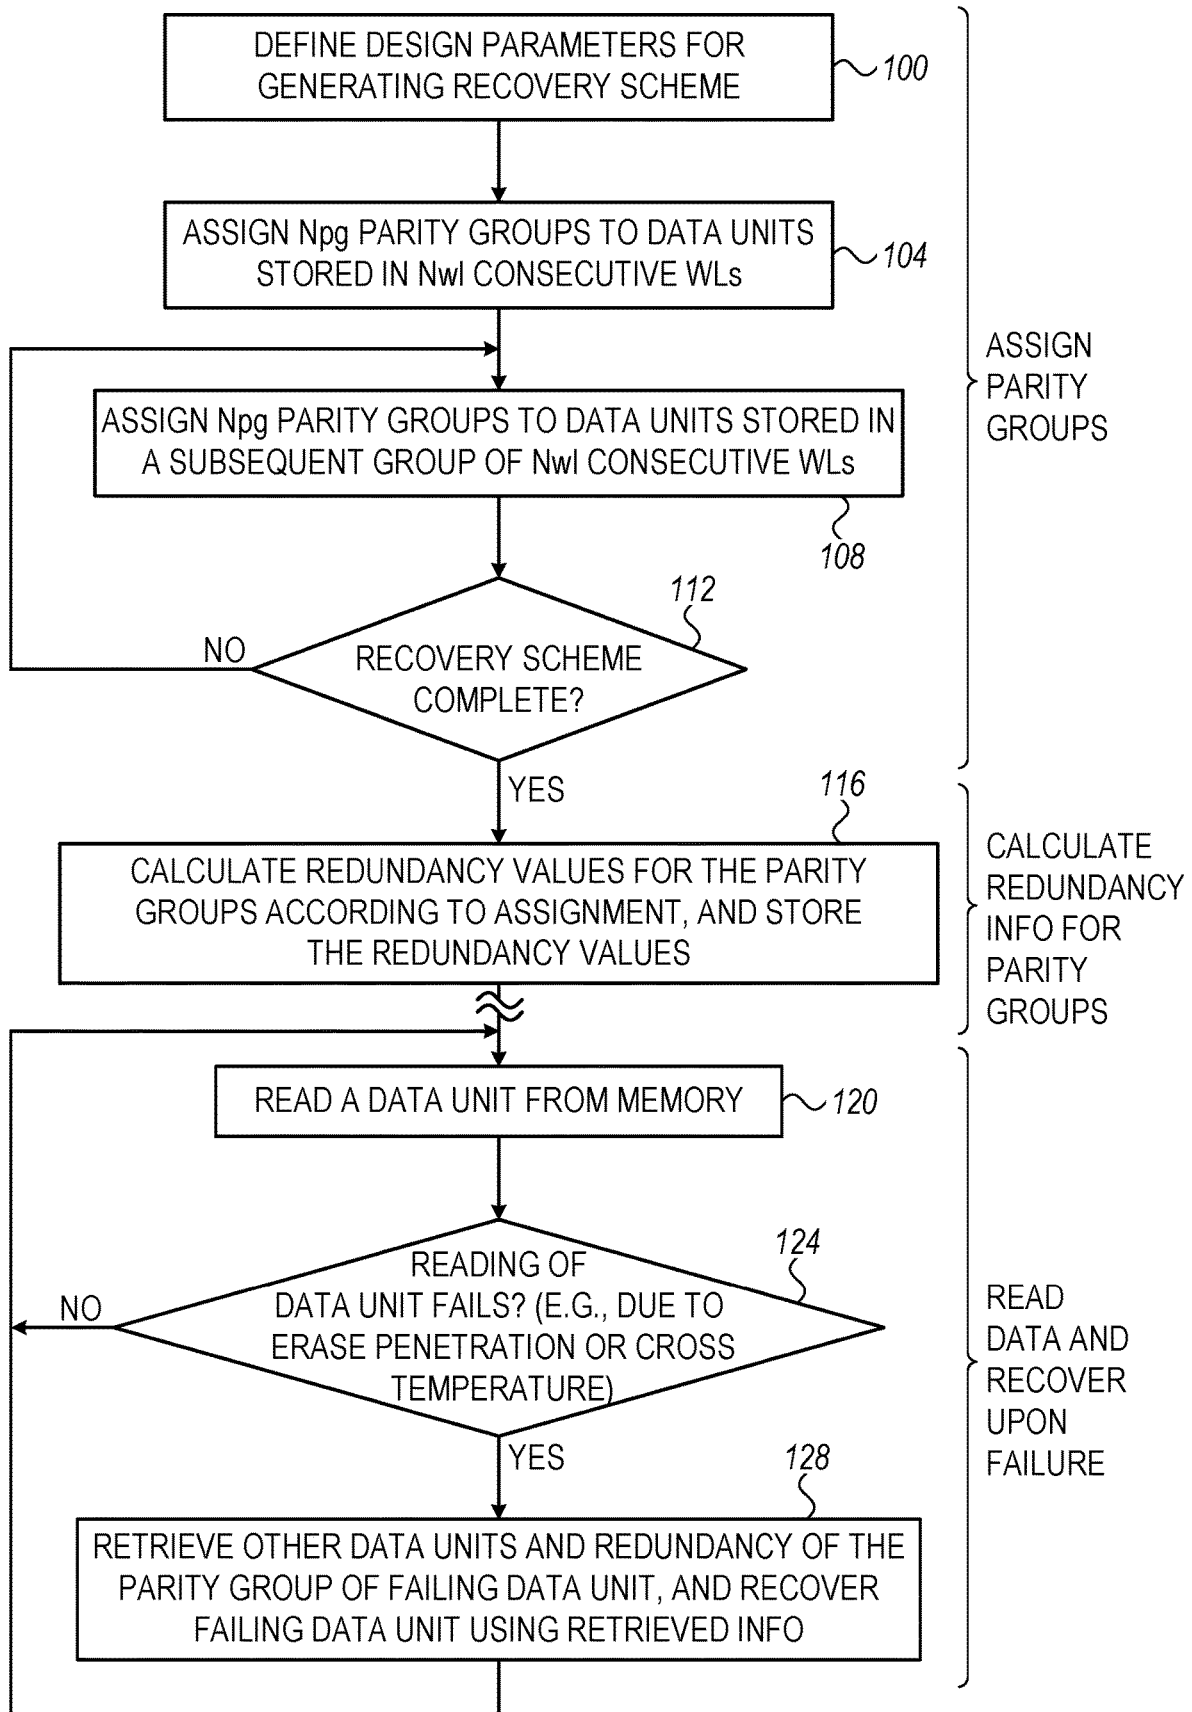 DEFINE DESIGN PARAMETERS FOR
GENERATING RECOVERY SCHEME
100
ASSIGN Npg PARITY GROUPS TO DATA UNITS
STORED IN Nwl CONSECUTIVE WLs
104
ASSIGN
PARITY
GROUPS
ASSIGN Npg PARITY GROUPS TO DATA UNITS STORED IN
A SUBSEQUENT GROUP OF Nwl CONSECUTIVE WLs
108
112
NO
RECOVERY SCHEME
COMPLETE?
YES
116
CALCULATE REDUNDANCY VALUES FOR THE PARITY
GROUPS ACCORDING TO ASSIGNMENT, AND STORE
THE REDUNDANCY VALUES
CALCULATE
REDUNDANCY
INFO FOR
PARITY
GROUPS
READ A DATA UNIT FROM MEMORY
120
124
READING OF
DATA UNIT FAILS? (E.G., DUE TO
ERASE PENETRATION OR CROSS
TEMPERATURE)
NO
YES
READ
DATA AND
RECOVER
UPON
FAILURE
128
RETRIEVE OTHER DATA UNITS AND REDUNDANCY OF THE
PARITY GROUP OF FAILING DATA UNIT, AND RECOVER
FAILING DATA UNIT USING RETRIEVED INFO